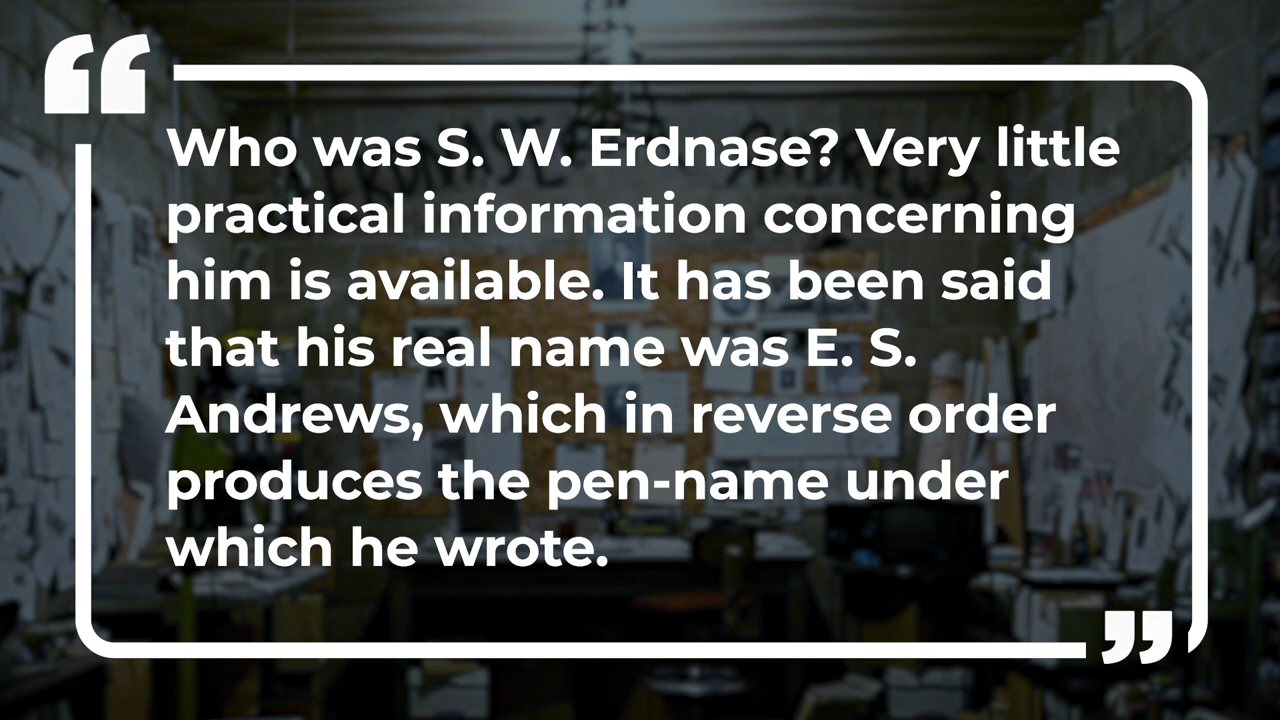 Who was S. W. Erdnase? Very little
practical information concerning
him is available. It has been said
that his real name was E. S.
Andrews, which in reverse order
produces the pen-name under
which he wrote.